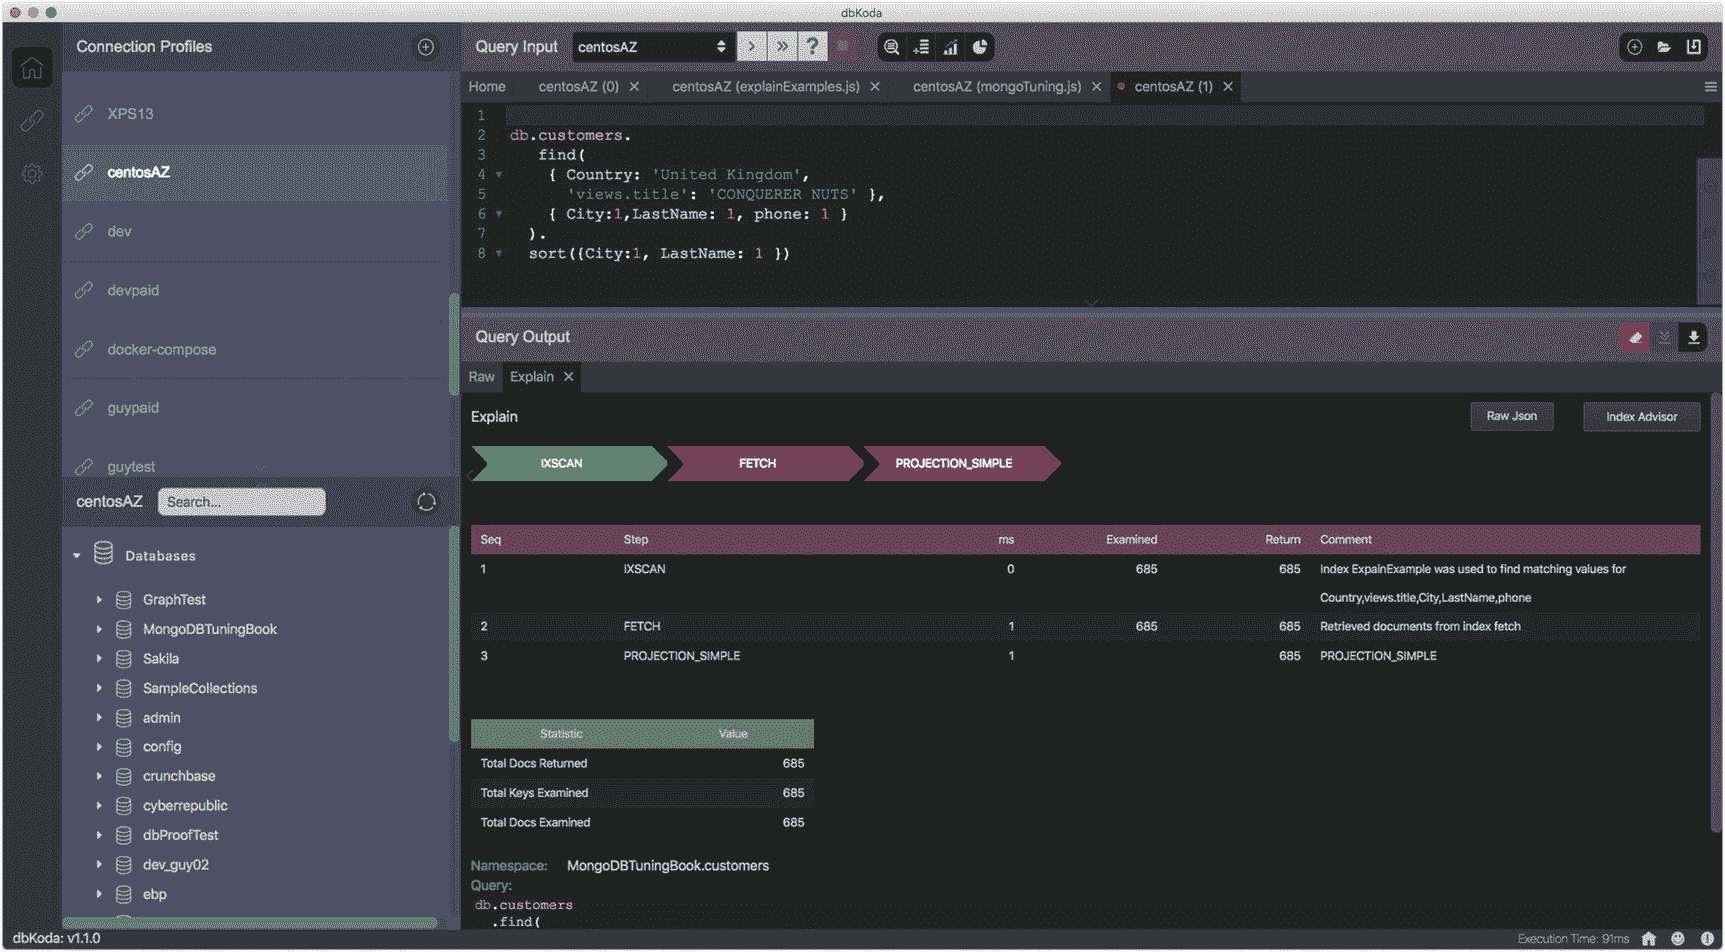 dbKoda
Connection Profiles
XPS13
centosAZ
dev
devpaid
docker-compose
guypaid
guytest
centosAZ Search...
Databases
GraphTest
MongoDBTuningBook
Sakila
SampleCollections
admin
config
crunchbase
cyberrepublic
dbProofTest
dev_guy02
ebp
Query Input centosAZ ?
Home centosAZ (0) centosAZ (explainExamples.js) centosAZ (mongoTuning.js) centosAZ (1)
1
2 db.customers.
3 find(
4 { Country: 'United Kingdom',
5 'views.title': 'CONQUERER NUTS' },
6 { City:1,LastName: 1, phone: 1 }
7 ).
8 sort({City:1, LastName: 1 })
Query Output
Raw Explain
Explain Raw Json Index Advisor
IXSCAN FETCH PROJECTION_SIMPLE
Seq Step ms Examined Return Comment
1 IXSCAN 0 685 685 Index ExpainExample was used to find matching values for
Country,views.title,City,LastName,phone
2 FETCH 1 685 685 Retrieved documents from index fetch
3 PROJECTION_SIMPLE 1 685 PROJECTION_SIMPLE
Statistic Value
Total Docs Returned 685
Total Keys Examined 685
Total Docs Examined 685
Namespace: MongoDBTuningBook.customers
Query:
db.customers
.find(
dbKoda: v1.1.0 Execution Time: 91ms